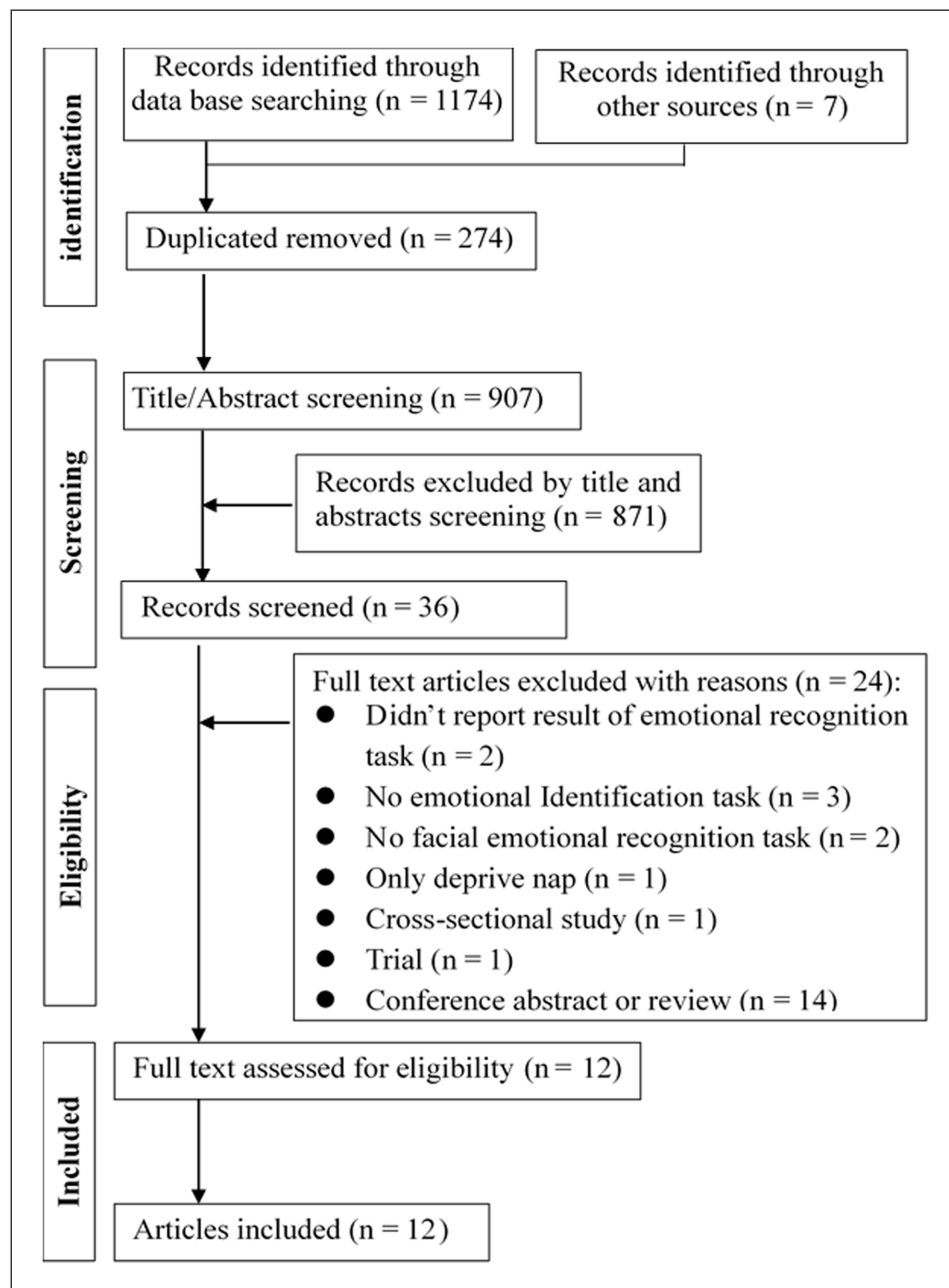 identification
Records identified through
data base searching (n = 1174)
Records identified through
other sources (n = 7)
Duplicated removed (n = 274)
Screening
Title/Abstract screening (n = 907)
Records excluded by title and
abstracts screening (n = 871)
Records screened (n = 36)
Eligibility
Full text articles excluded with reasons (n = 24):
● Didn’t report result of emotional recognition
task (n = 2)
● No emotional Identification task (n = 3)
● No facial emotional recognition task (n = 2)
● Only deprive nap (n = 1)
● Cross-sectional study (n = 1)
● Trial (n = 1)
● Conference abstract or review (n = 14)
Included
Full text assessed for eligibility (n = 12)
Articles included (n = 12)